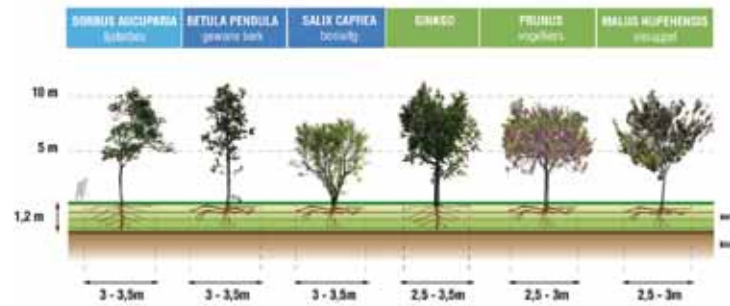 SORBUS AUCUPARIA
BETULA PENDULA
gewone berk
SALIX CAPREA
boswilg
GINKGO
PRUNUS
vogelkers
MALUS HUPEHENSIS
sierappel
10 m
5 m
1,2 m
3 - 3,5m
3 - 3,5m
3 - 3,5m
2,5 - 3,5m
2,5 - 3m
2,5 - 3m